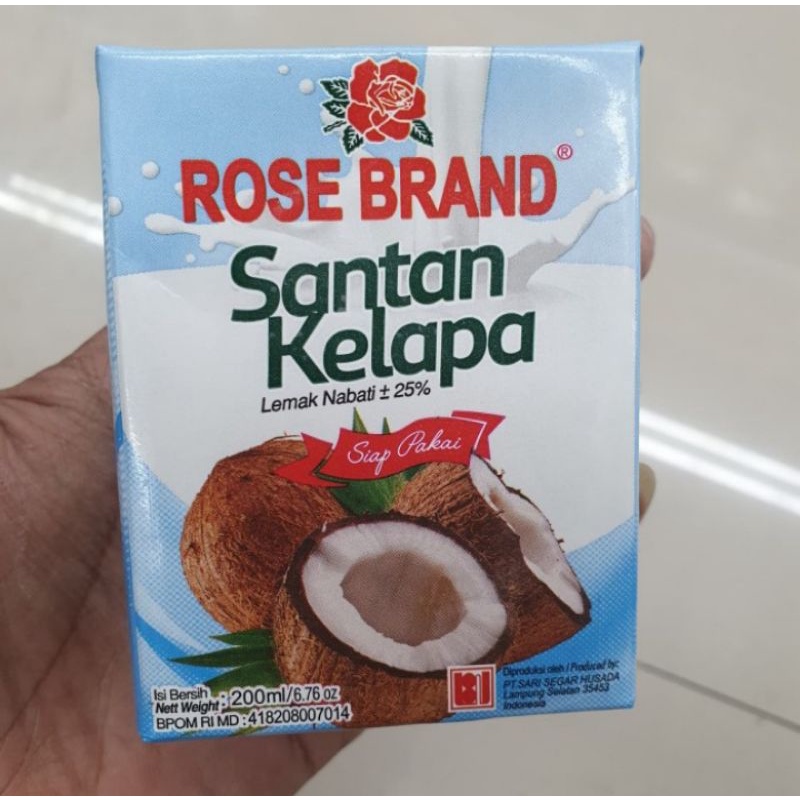 ROSE BRAND®
Santan
Kelapa
Lemak Nabati ± 25%
Siap Pakai
Isi Bersih
Nett Weight : 200ml/6.76 oz
BPOM RI MD : 418208007014
Diproduksi oleh / Produced by:
PT.SARI SEGAR HUSADA
Lampung Selatan 35453
Indonesia